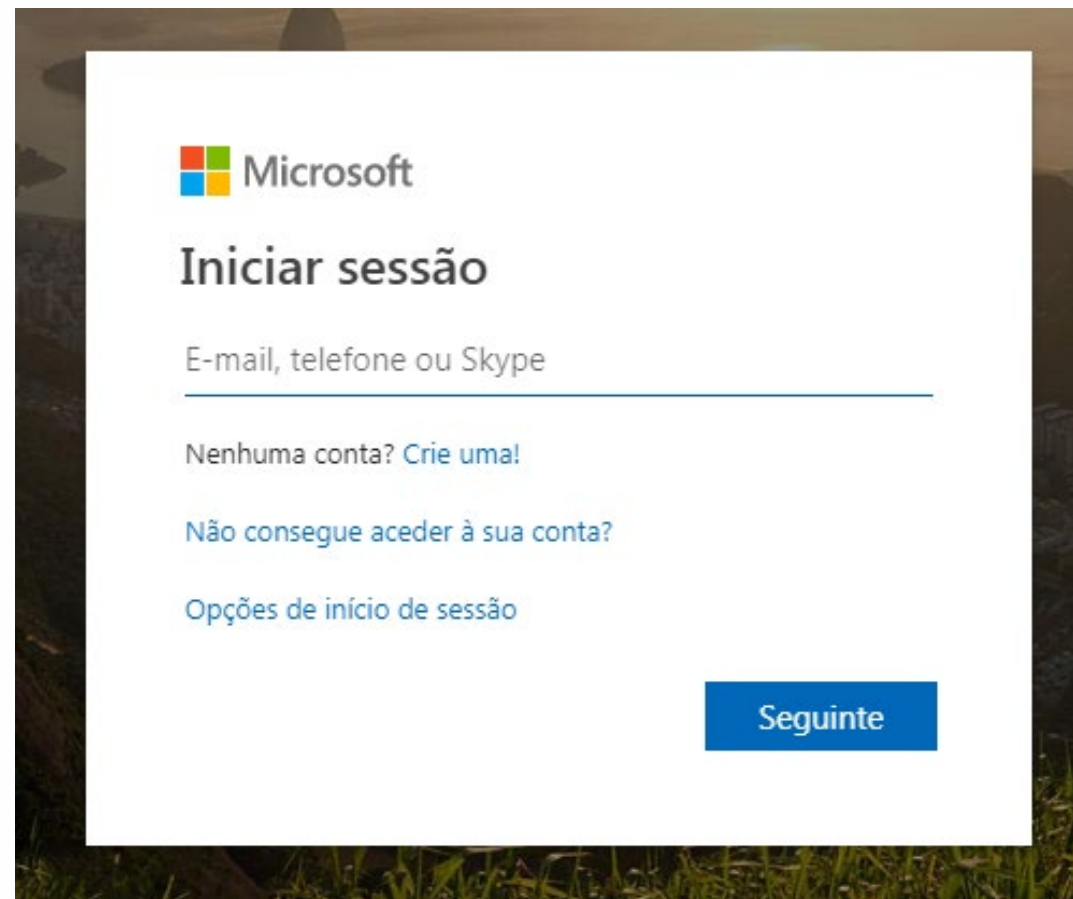 Microsoft
Iniciar sessão
E-mail, telefone ou Skype
Nenhuma conta? Crie uma!
Não consegue aceder à sua conta?
Opções de início de sessão
Seguinte